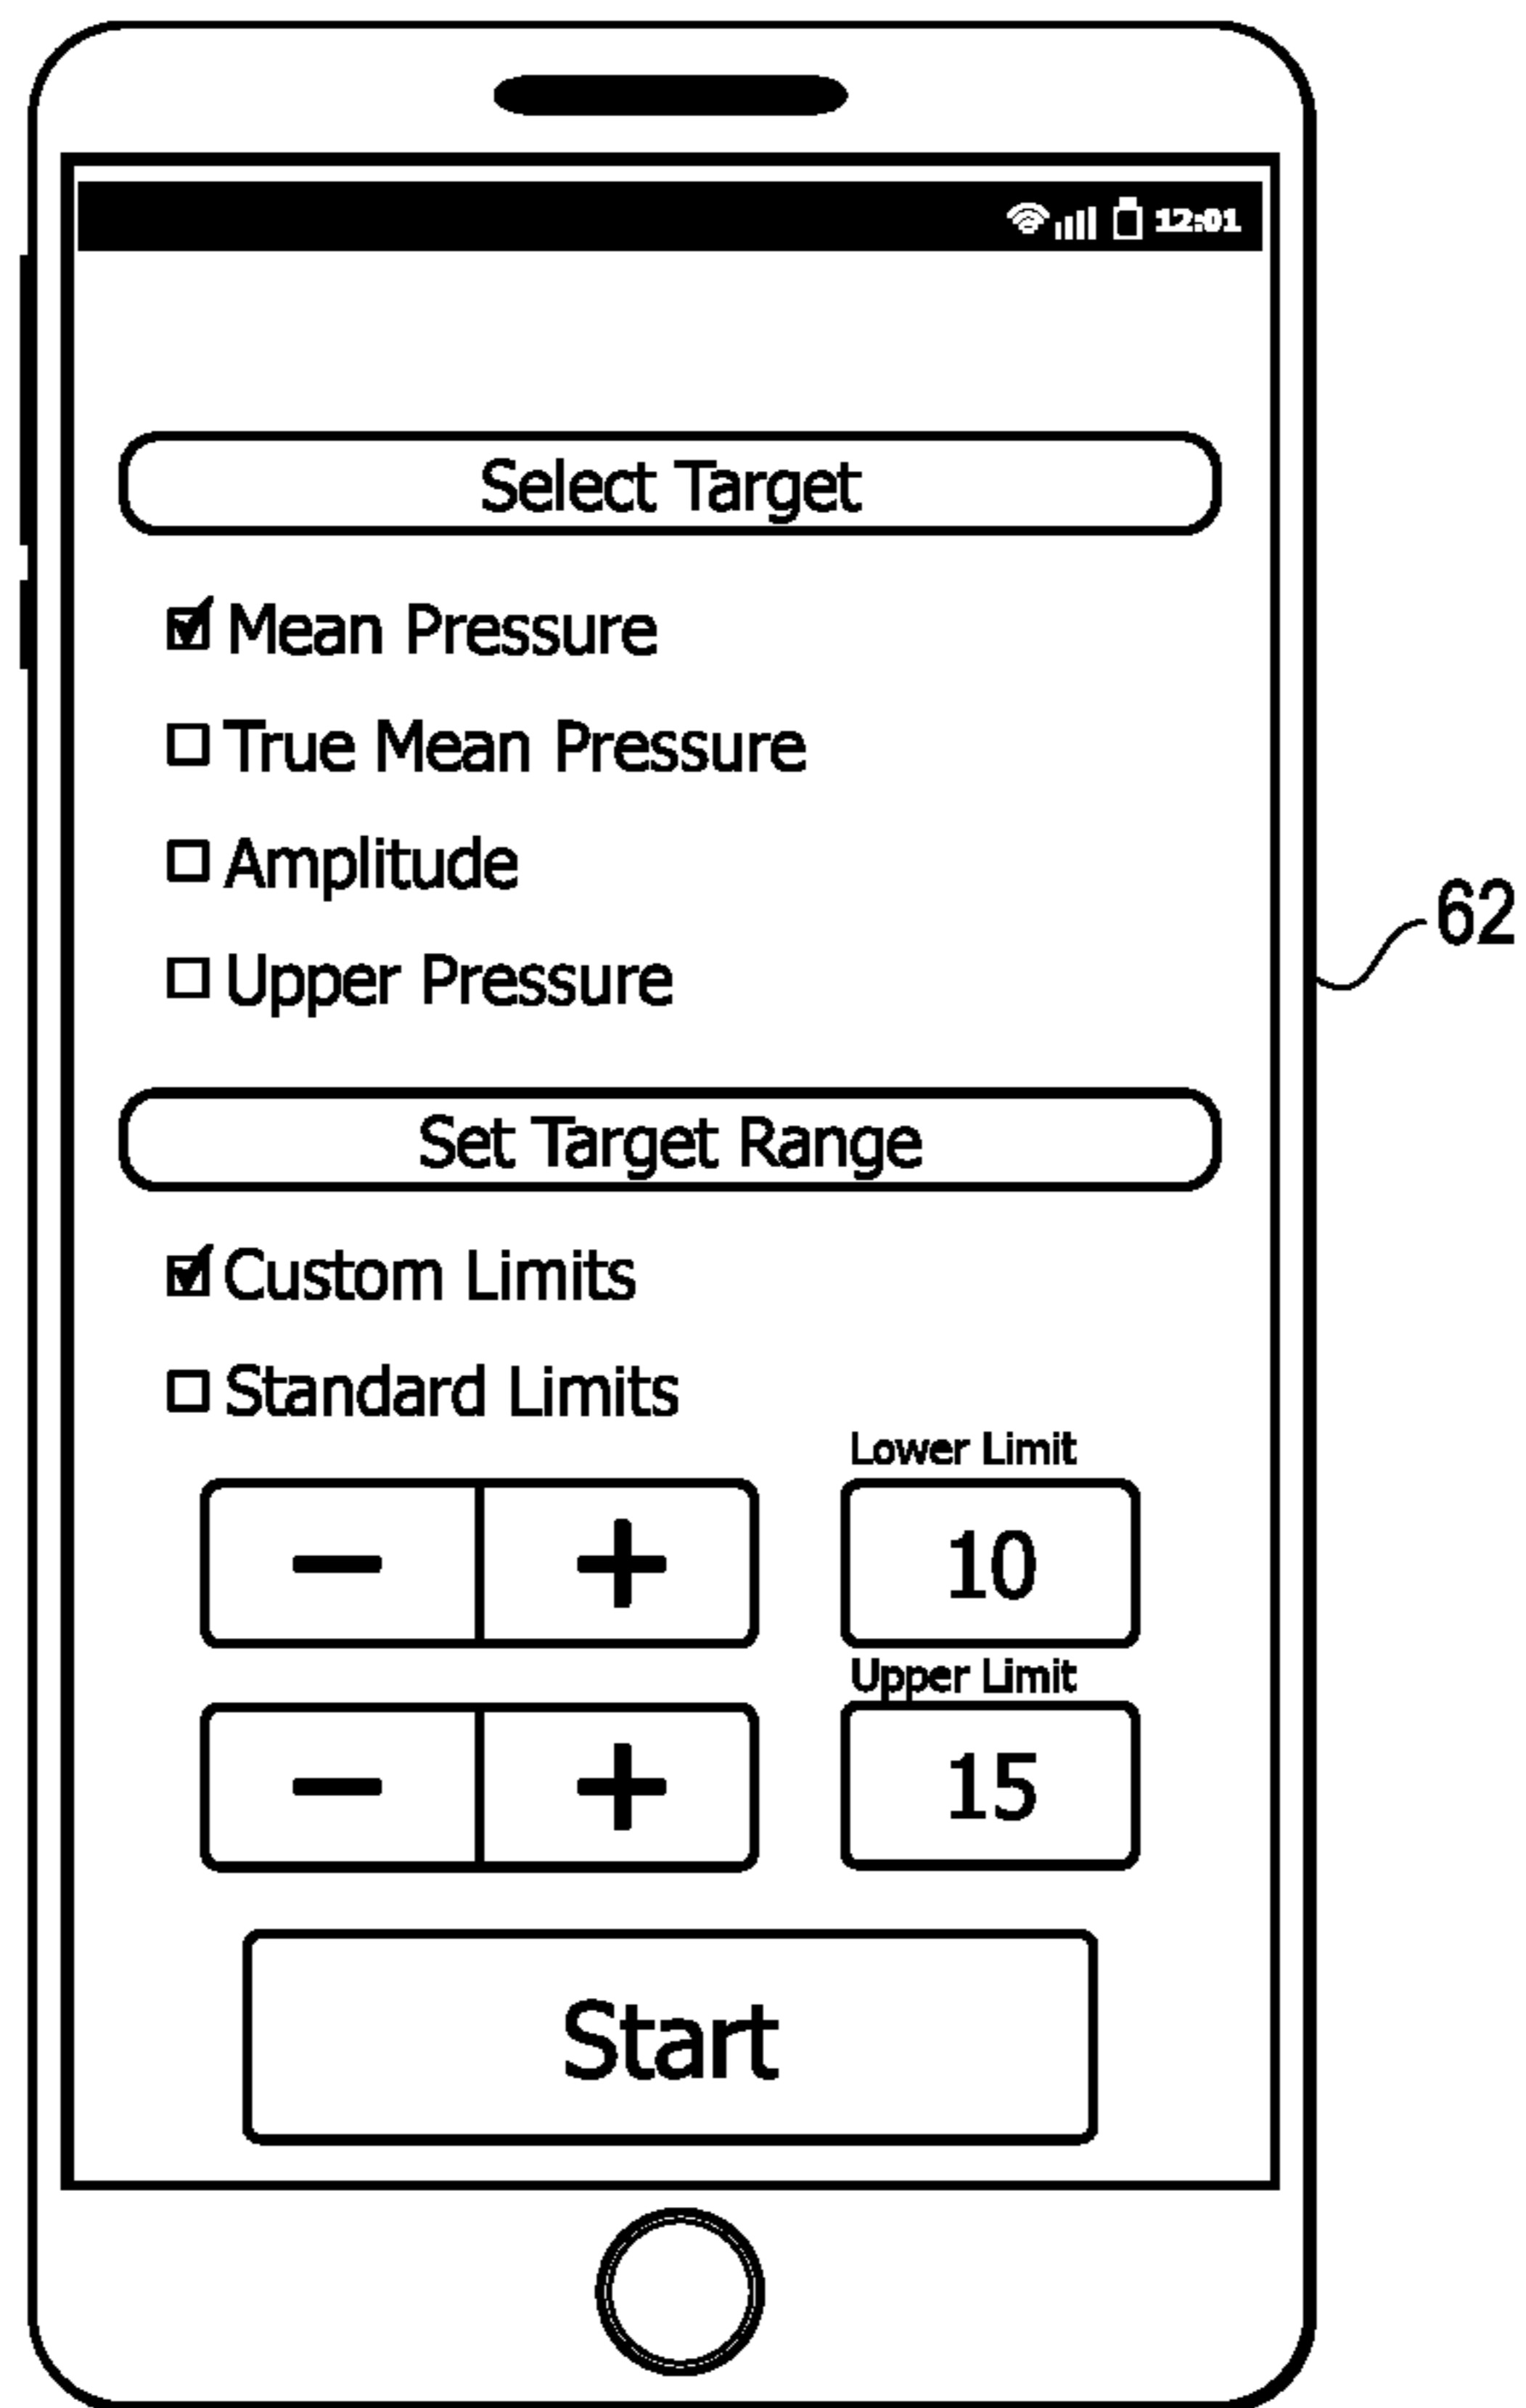 12:01
Select Target
Mean Pressure
True Mean Pressure
Amplitude
62
Upper Pressure
Set Target Range
Custom Limits
Standard Limits
Lower Limit
− + 10
Upper Limit
− + 15
Start